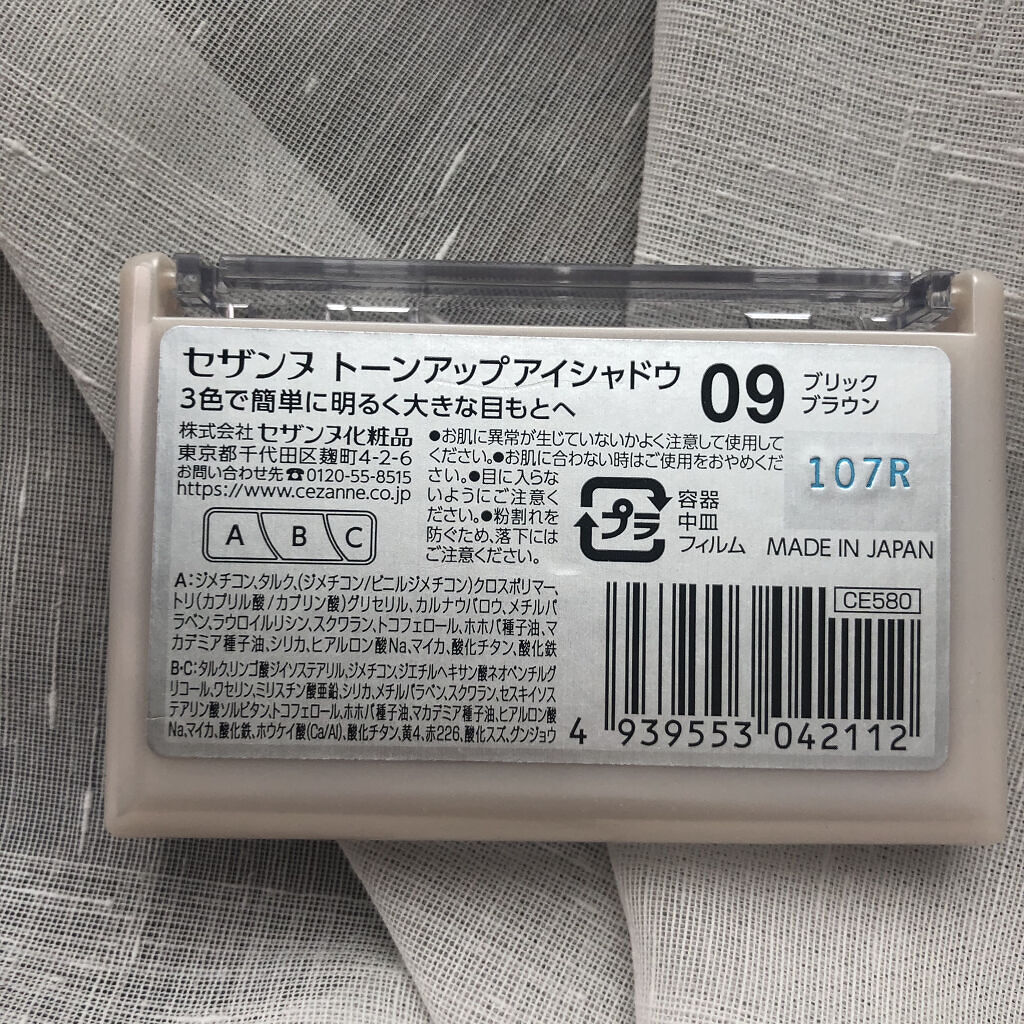 セザンヌ トーンアップアイシャドウ
3色で簡単に明るく大きな目もとへ
09
ブリック
ブラウン
株式会社 セザンヌ化粧品
東京都千代田区麹町4-2-6
お問い合わせ先☎0120-55-8515
https://www.cezanne.co.jp
●お肌に異常が生じていないかよく注意して使用して
ください。●お肌に合わない時はご使用をおやめくだ
さい。●目に入らな
いようにご注意く
ださい。●粉割れを
防ぐため、落下には
ご注意ください。
107R
プラ
容器
中皿
フィルム
MADE IN JAPAN
A B C
A:ジメチコン、タルク、(ジメチコン/ビニルジメチコン)クロスポリマー、
トリ(カプリル酸/カプリン酸)グリセリル、カルナウバロウ、メチルパ
ラベン、ラウロイルリシン、スクワラン、トコフェロール、ホホバ種子油、マ
カデミア種子油、シリカ、ヒアルロン酸Na、マイカ、酸化チタン、酸化鉄
B・C:タルク、リンゴ酸ジイソステアリル、ジメチコン、ジエチルヘキサン酸ネオペンチルグ
リコール、ワセリン、ミリスチン酸亜鉛、シリカ、メチルパラベン、スクワラン、セスキイソス
テアリン酸ソルビタン、トコフェロール、ホホバ種子油、マカデミア種子油、ヒアルロン酸
Na、マイカ、酸化鉄、ホウケイ酸(Ca/Al)、酸化チタン、黄4、赤226、酸化スズ、グンジョウ
CE580
4 939553 042112